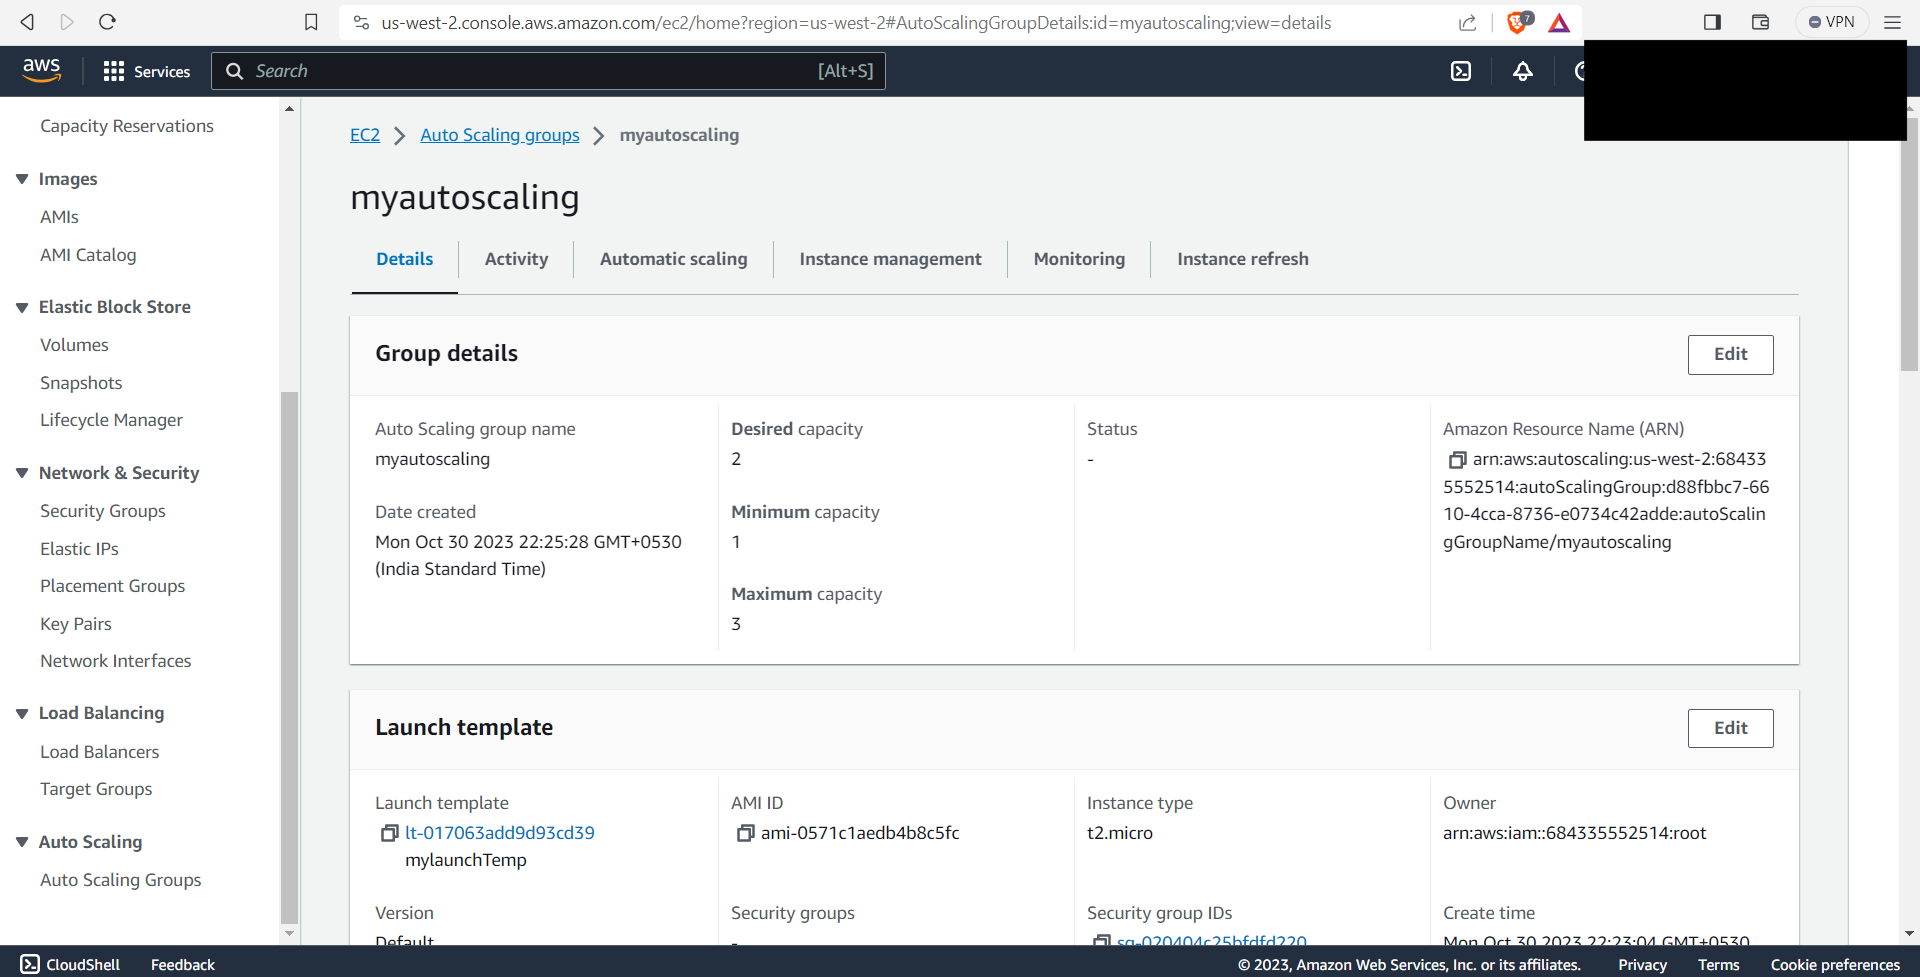 us-west-2.console.aws.amazon.com/ec2/home?region=us-west-2#AutoScalingGroupDetails:id=myautoscaling;view=details
7
VPN
aws
Services
Search
[Alt+S]
Capacity Reservations
Images
AMIs
AMI Catalog
Elastic Block Store
Volumes
Snapshots
Lifecycle Manager
Network & Security
Security Groups
Elastic IPs
Placement Groups
Key Pairs
Network Interfaces
Load Balancing
Load Balancers
Target Groups
Auto Scaling
Auto Scaling Groups
EC2 > Auto Scaling groups > myautoscaling
myautoscaling
Details
Activity
Automatic scaling
Instance management
Monitoring
Instance refresh
Group details
Edit
Auto Scaling group name
myautoscaling
Date created
Mon Oct 30 2023 22:25:28 GMT+0530
(India Standard Time)
Desired capacity
2
Minimum capacity
1
Maximum capacity
3
Status
-
Amazon Resource Name (ARN)
arn:aws:autoscaling:us-west-2:68433
5552514:autoScalingGroup:d88fbbc7-66
10-4cca-8736-e0734c42adde:autoScalin
gGroupName/myautoscaling
Launch template
Edit
Launch template
lt-017063add9d93cd39
mylaunchTemp
AMI ID
ami-0571c1aedb4b8c5fc
Instance type
t2.micro
Owner
arn:aws:iam::684335552514:root
Version
Default
Security groups
-
Security group IDs
sg-020404c25bfdfd220
Create time
Mon Oct 30 2023 22:23:04 GMT+0530
CloudShell
Feedback
© 2023, Amazon Web Services, Inc. or its affiliates.
Privacy
Terms
Cookie preferences